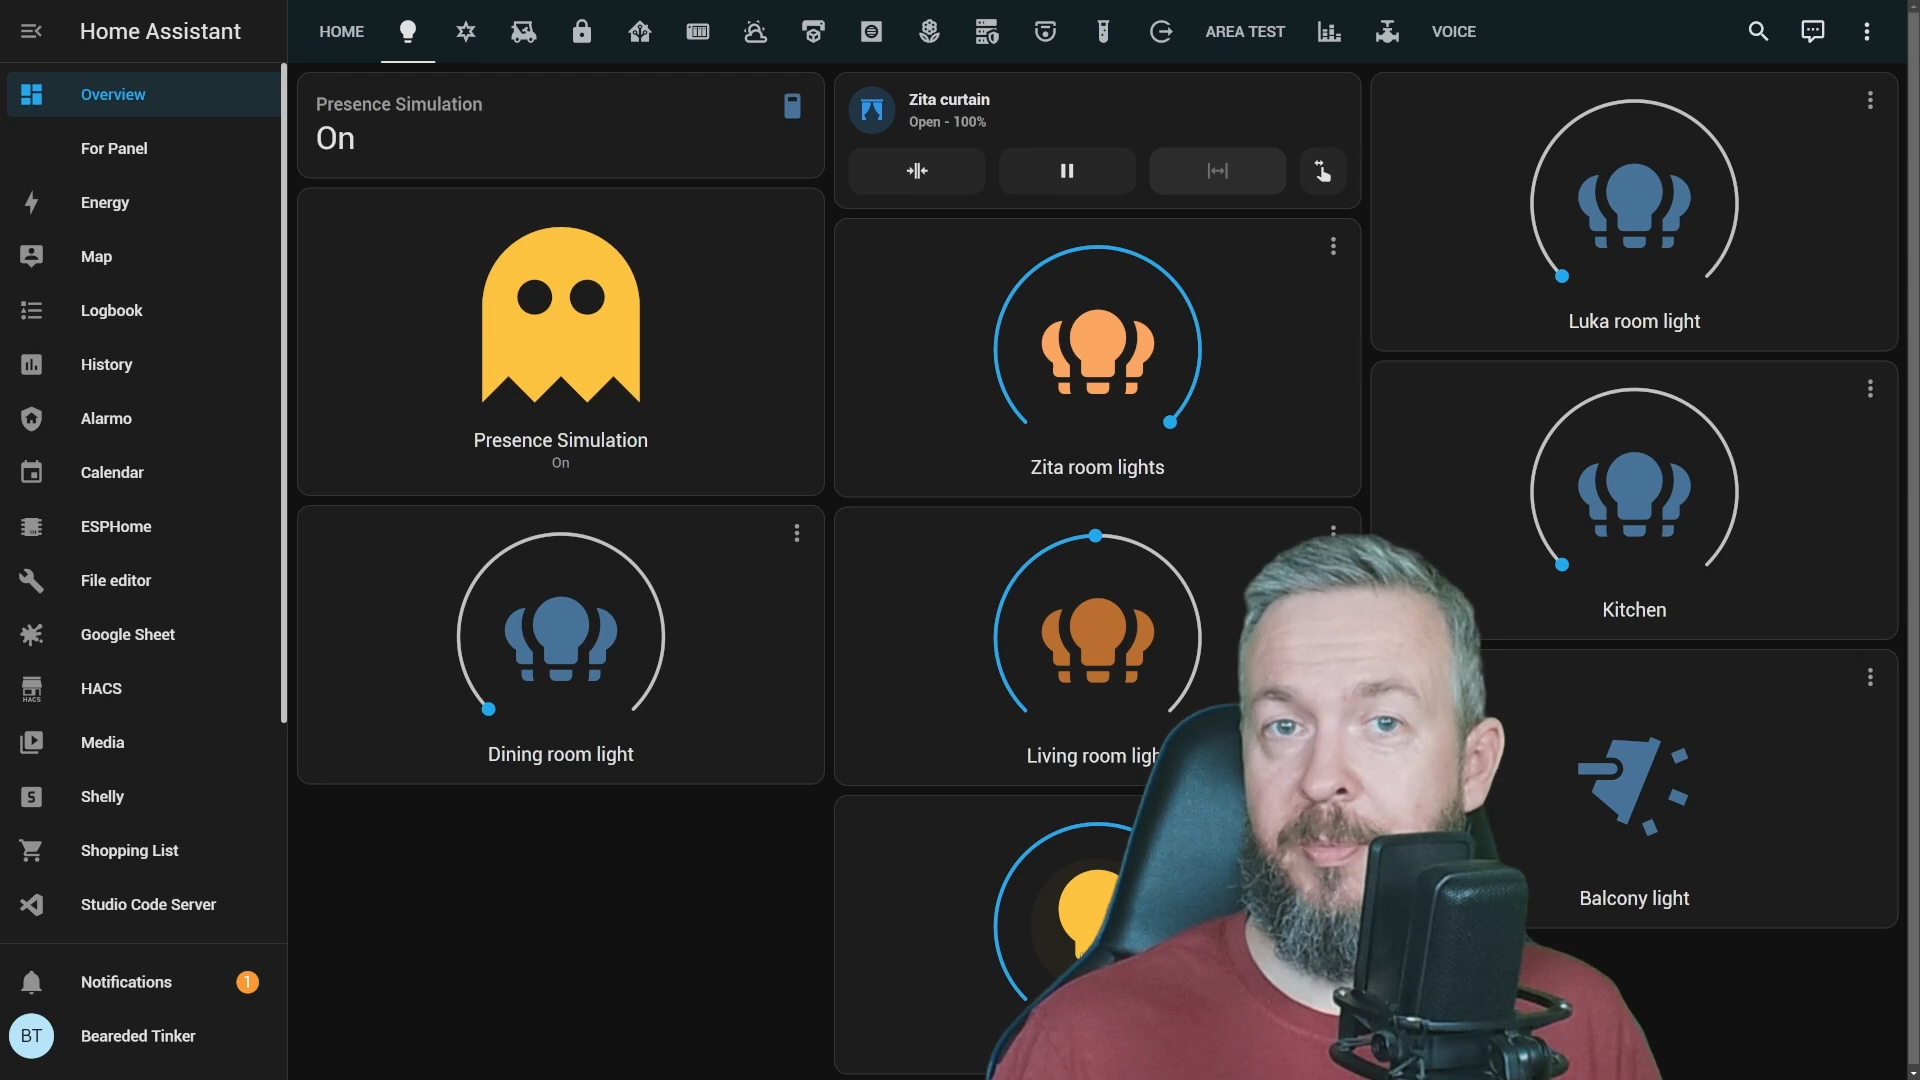 Home Assistant
HOME
AREA TEST
VOICE
Overview
For Panel
Energy
Map
Logbook
History
Alarmo
Calendar
ESPHome
File editor
Google Sheet
HACS
HACS
Media
S
Shelly
Shopping List
Studio Code Server
Notifications
1
BT
Beareded Tinker
Presence Simulation
On
Presence Simulation
On
Dining room light
Zita curtain
Open - 100%
Zita room lights
Living room ligh
Luka room light
Kitchen
Balcony light